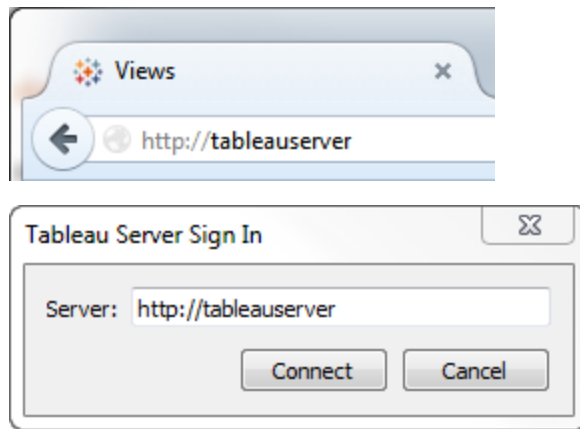 Views
http://tableauserver
Tableau Server Sign In
Server: http://tableauserver
Connect Cancel